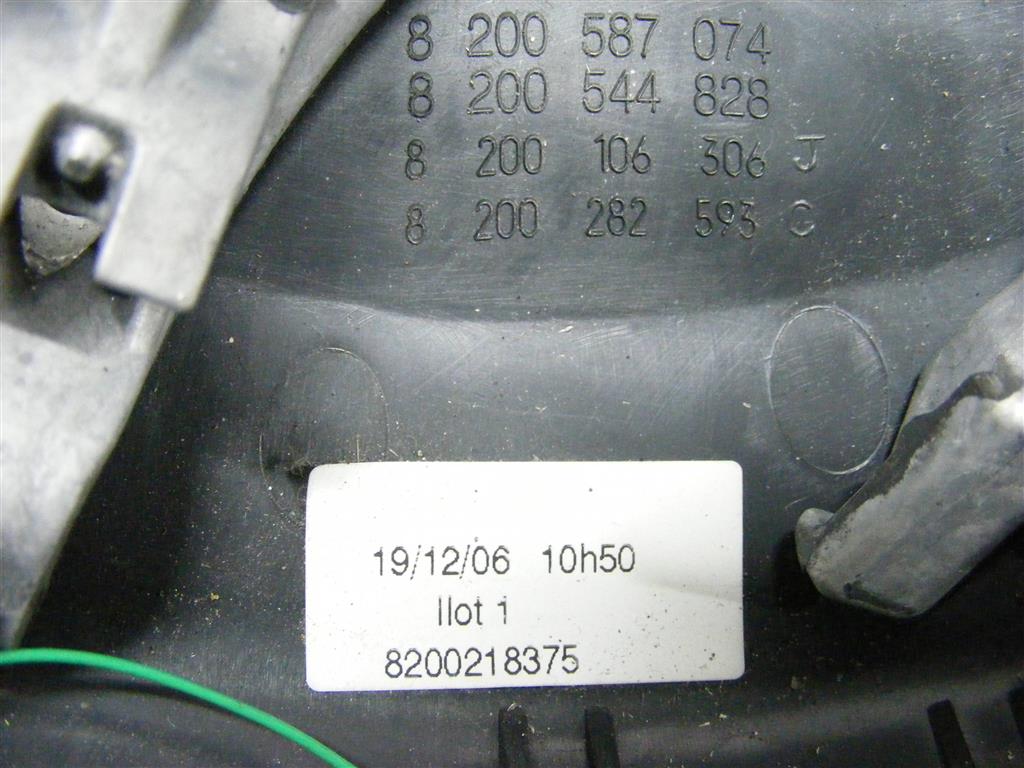 8 200 587 074
8 200 544 828
8 200 106 306 J
8 200 282 593 C
19/12/06 10h50
Ilot 1
8200218375